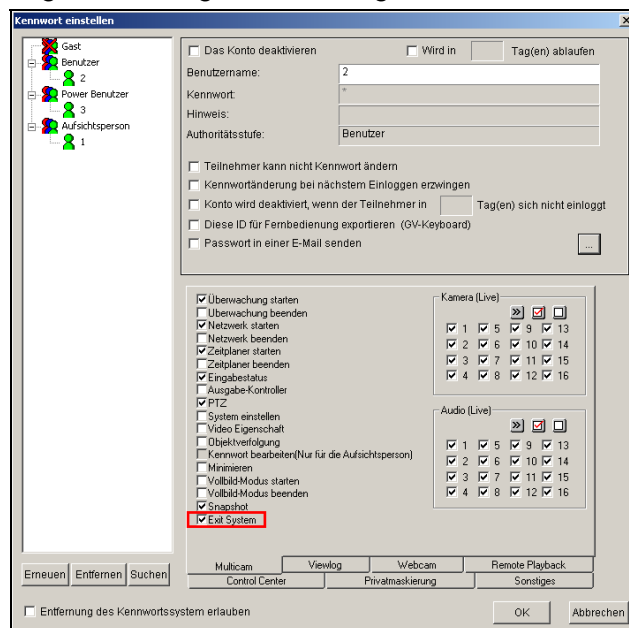 Kennwort einstellen
Gast
Benutzer
2
Power Benutzer
3
Aufsichtsperson
1
Das Konto deaktivieren
Wird in Tag(en) ablaufen
Benutzername: 2
Kennwort: *
Hinweis:
Authoritätsstufe: Benutzer
Teilnehmer kann nicht Kennwort ändern
Kennwortänderung bei nächstem Einloggen erzwingen
Konto wird deaktiviert, wenn der Teilnehmer in Tag(en) sich nicht einloggt
Diese ID für Fernbedienung exportieren (GV-Keyboard)
Passwort in einer E-Mail senden
...
Überwachung starten
Uberwachung beenden
Netzwerk starten
Netzwerk beenden
Zeitplaner starten
Zeitplaner beenden
Eingabestatus
Ausgabe-Kontroller
PTZ
System einstellen
Video Eigenschaft
Objektverfolgung
Kennwort bearbeiten(Nur für die Aufsichtsperson)
Minimieren
Vollbild-Modus starten
Vollbild-Modus beenden
Snapshot
Exit System
Kamera (Live)
1 5 9 13
2 6 10 14
3 7 11 15
4 8 12 16
Audio (Live)
1 5 9 13
2 6 10 14
3 7 11 15
4 8 12 16
Multicam Viewlog Webcam Remote Playback
Control Center Privatmaskierung Sonstiges
Erneuen Entfernen Suchen
Entfernung des Kennwortssystem erlauben
OK Abbrechen